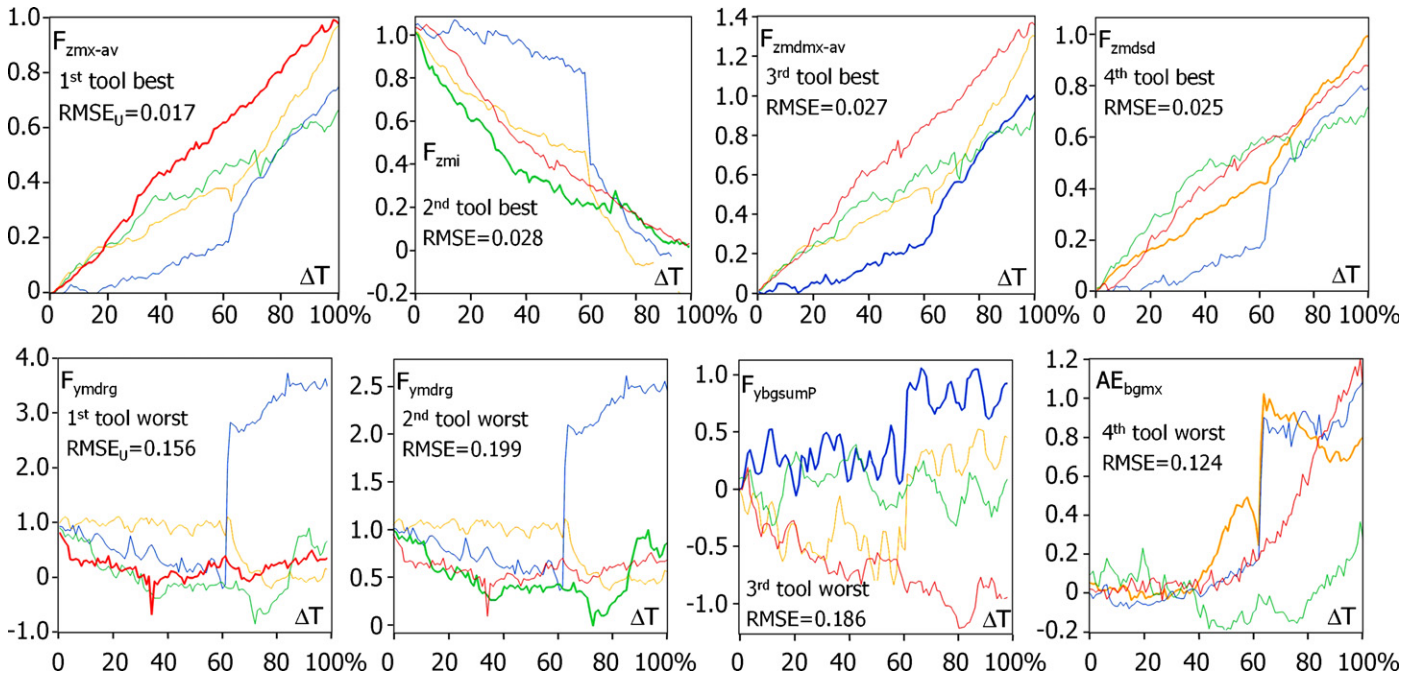 1.0
0.8
0.6
0.4
0.2
0
F zmx-av
1st tool best
RMSEU=0.017
ΔT
0 20 40 60 80 100%
1.0
0.8
0.6
0.4
0.2
0
-0.2
Fzmi
2nd tool best
RMSE=0.028
ΔT
0 20 40 60 80 100%
1.4
1.2
1.0
0.8
0.6
0.4
0.2
0
Fzmdmx-av
3rd tool best
RMSE=0.027
ΔT
0 20 40 60 80 100%
1.0
0.8
0.6
0.4
0.2
0
Fzmdsd
4th tool best
RMSE=0.025
ΔT
0 20 40 60 80 100%
4.0
3.0
2.0
1.0
0
-1.0
Fymdrg
1st tool worst
RMSEU=0.156
ΔT
0 20 40 60 80 100%
2.5
2.0
1.5
1.0
0.5
0
Fymdrg
2nd tool worst
RMSE=0.199
ΔT
0 20 40 60 80 100%
1.0
0.5
0
-0.5
-1.0
FybgsumP
3rd tool worst
RMSE=0.186
ΔT
0 20 40 60 80 100%
1.2
1.0
0.8
0.6
0.4
0.2
0
-0.2
AEbgmx
4th tool worst
RMSE=0.124
ΔT
0 20 40 60 80 100%